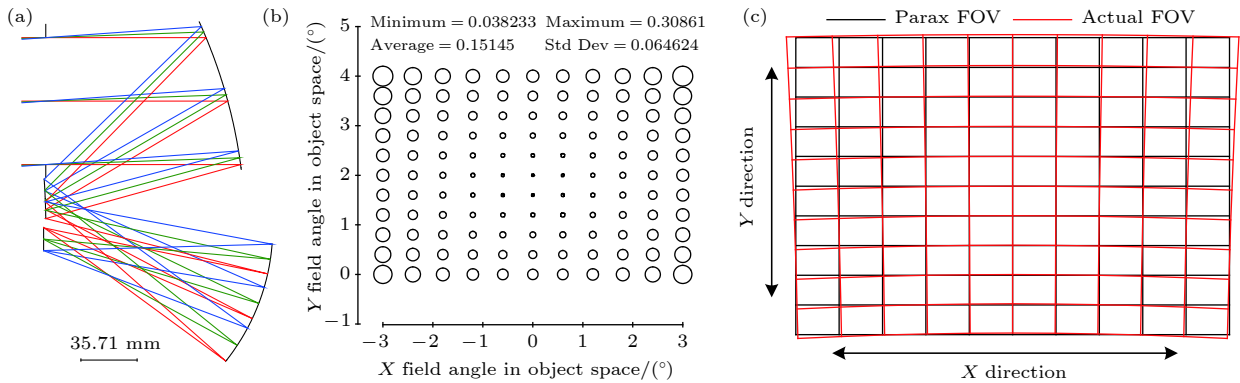 (a)
35.71 mm
(b)
Minimum = 0.038233 Maximum = 0.30861
Average = 0.15145 Std Dev = 0.064624
Y field angle in object space/(°)
5
4
3
2
1
0
−1
−3 −2 −1 0 1 2 3
X field angle in object space/(°)
(c)
Parax FOV Actual FOV
Y direction
X direction